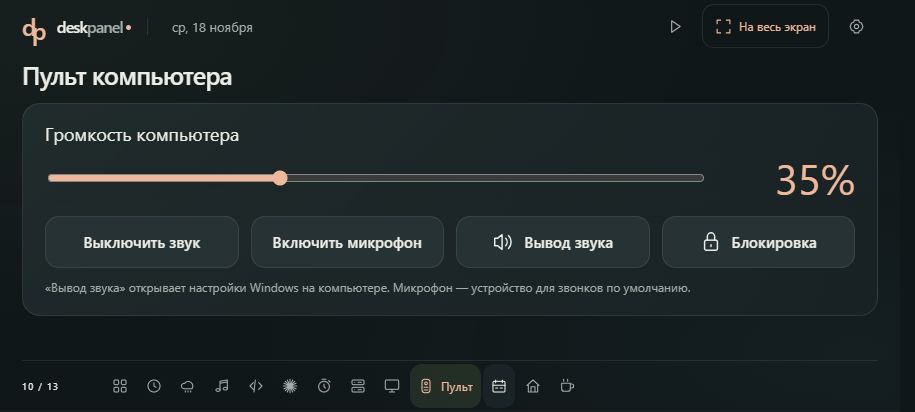 dp deskpanel ср, 18 ноября На весь экран
Пульт компьютера
Громкость компьютера
35%
Выключить звук Включить микрофон Вывод звука Блокировка
«Вывод звука» открывает настройки Windows на компьютере. Микрофон — устройство для звонков по умолчанию.
10 / 13 Пульт